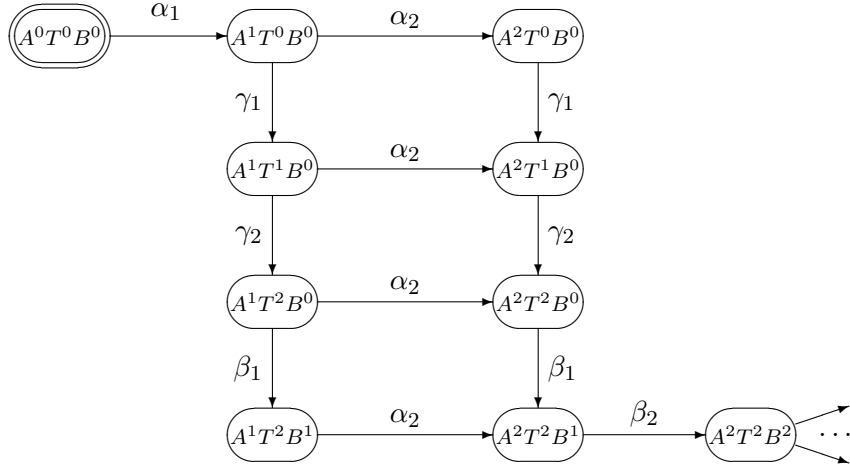 α₁ α₂
A⁰T⁰B⁰ A¹T⁰B⁰ A²T⁰B⁰
γ₁ γ₁
α₂
A¹T¹B⁰ A²T¹B⁰
γ₂ γ₂
α₂
A¹T²B⁰ A²T²B⁰
β₁ β₁
α₂ β₂
A¹T²B¹ A²T²B¹ A²T²B² ⋯